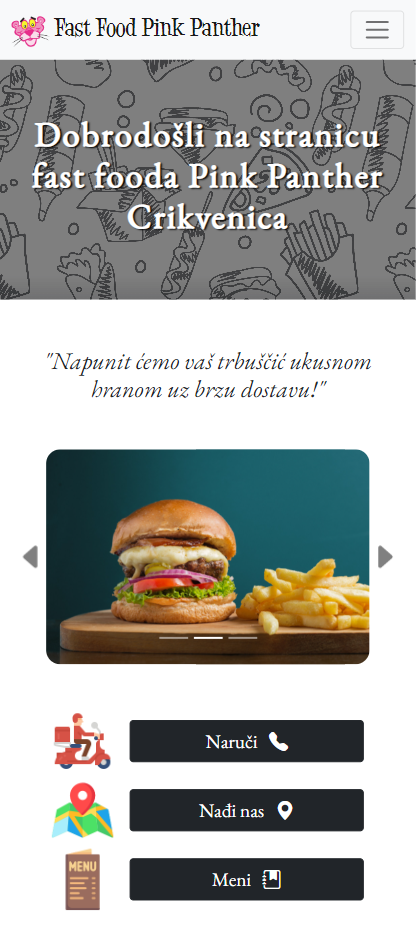 Fast Food Pink Panther
Dobrodošli na stranicu
fast fooda Pink Panther
Crikvenica
"Napunit ćemo vaš trbuščić ukusnom
hranom uz brzu dostavu!"
Naruči
Nađi nas
MENU
Meni